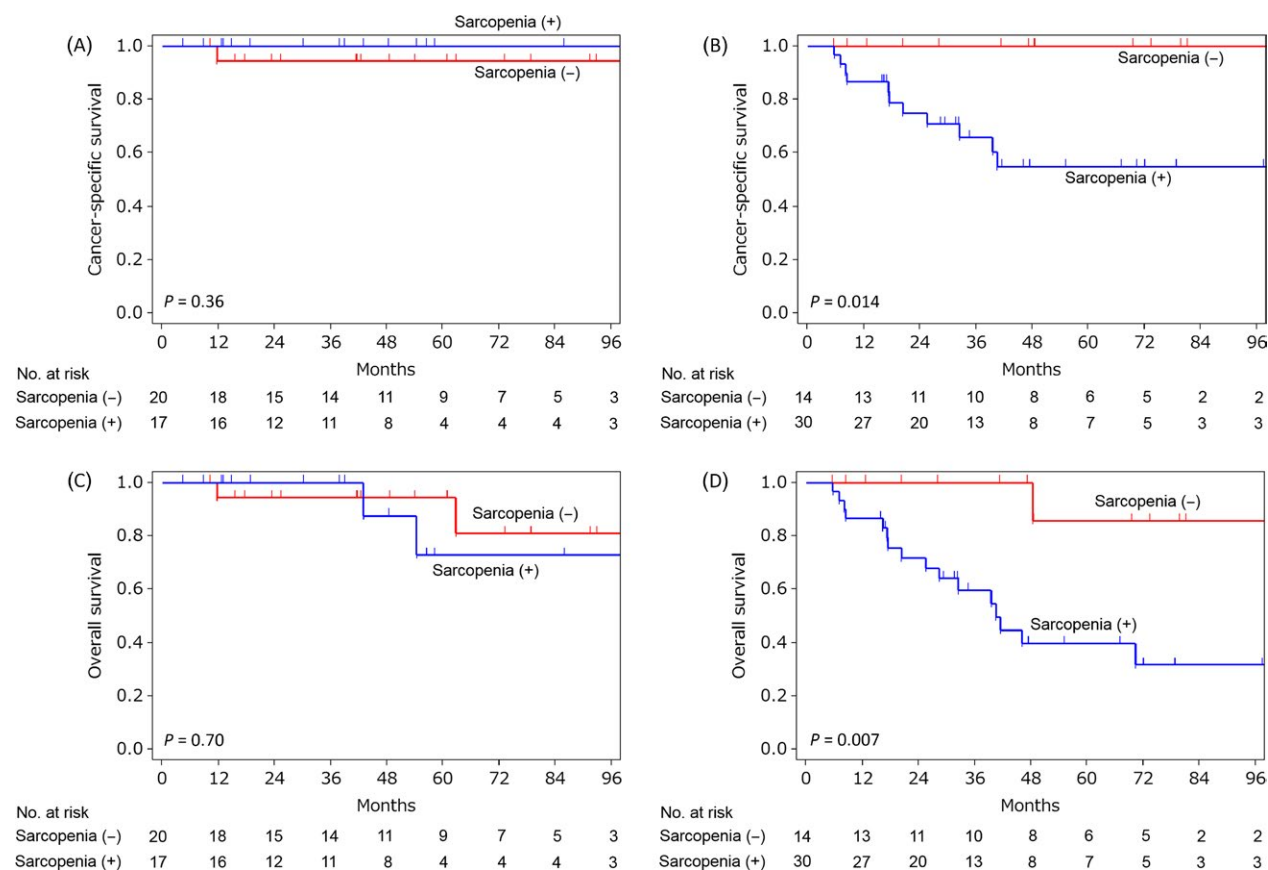 (A)
Sarcopenia (+)
Cancer-specific survival
1.0
0.8
0.6
0.4
0.2
0.0
Sarcopenia (−)
P = 0.36
0 12 24 36 48 60 72 84 96
Months
No. at risk
Sarcopenia (−) 20 18 15 14 11 9 7 5 3
Sarcopenia (+) 17 16 12 11 8 4 4 4 3
(B)
Cancer-specific survival
1.0
0.8
0.6
0.4
0.2
0.0
Sarcopenia (−)
Sarcopenia (+)
P = 0.014
0 12 24 36 48 60 72 84 96
Months
No. at risk
Sarcopenia (−) 14 13 11 10 8 6 5 2 2
Sarcopenia (+) 30 27 20 13 8 7 5 3 3
(C)
Overall survival
1.0
0.8
0.6
0.4
0.2
0.0
Sarcopenia (−)
Sarcopenia (+)
P = 0.70
0 12 24 36 48 60 72 84 96
Months
No. at risk
Sarcopenia (−) 20 18 15 14 11 9 7 5 3
Sarcopenia (+) 17 16 12 11 8 4 4 4 3
(D)
Overall survival
1.0
0.8
0.6
0.4
0.2
0.0
Sarcopenia (−)
Sarcopenia (+)
P = 0.007
0 12 24 36 48 60 72 84 96
Months
No. at risk
Sarcopenia (−) 14 13 11 10 8 6 5 2 2
Sarcopenia (+) 30 27 20 13 8 7 5 3 3